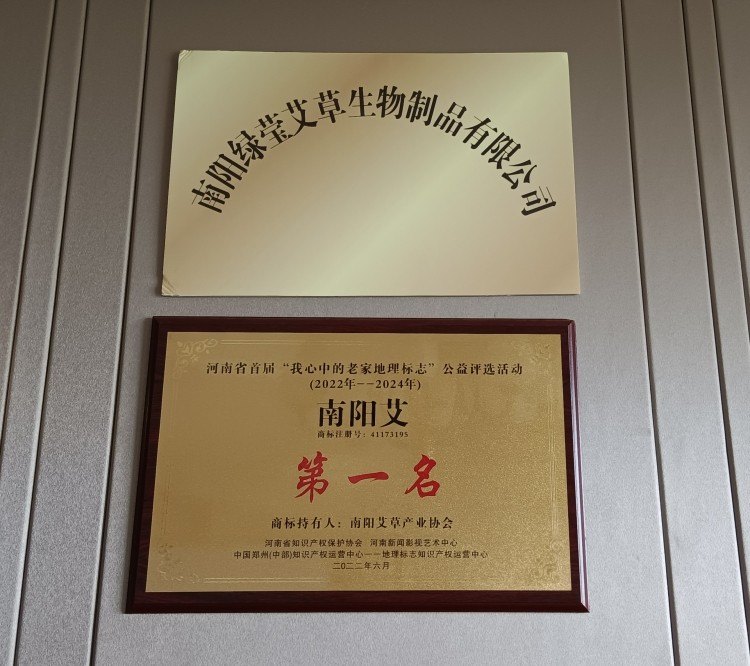 南阳绿莹艾草生物制品有限公司
河南省首届“我心中的老家地理标志”公益评选活动
(2022年--2024年)
南阳艾
商标注册号：41173195
第一名
商标持有人：南阳艾草产业协会
河南省知识产权保护协会 河南新闻影视艺术中心
中国郑州(中部)知识产权运营中心——地理标志知识产权运营中心
二〇二二年六月